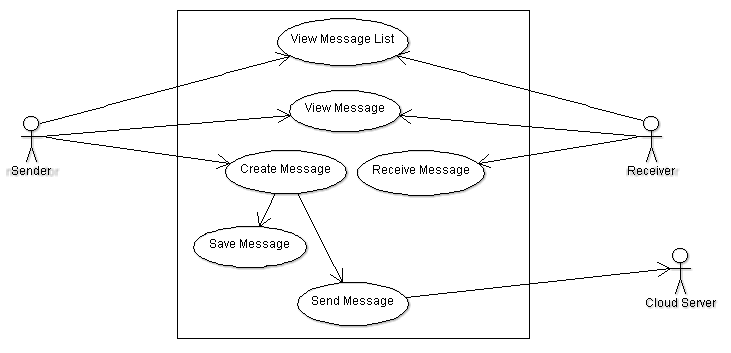 View Message List
View Message
Sender
Create Message
Receive Message
Receiver
Save Message
Send Message
Cloud Server